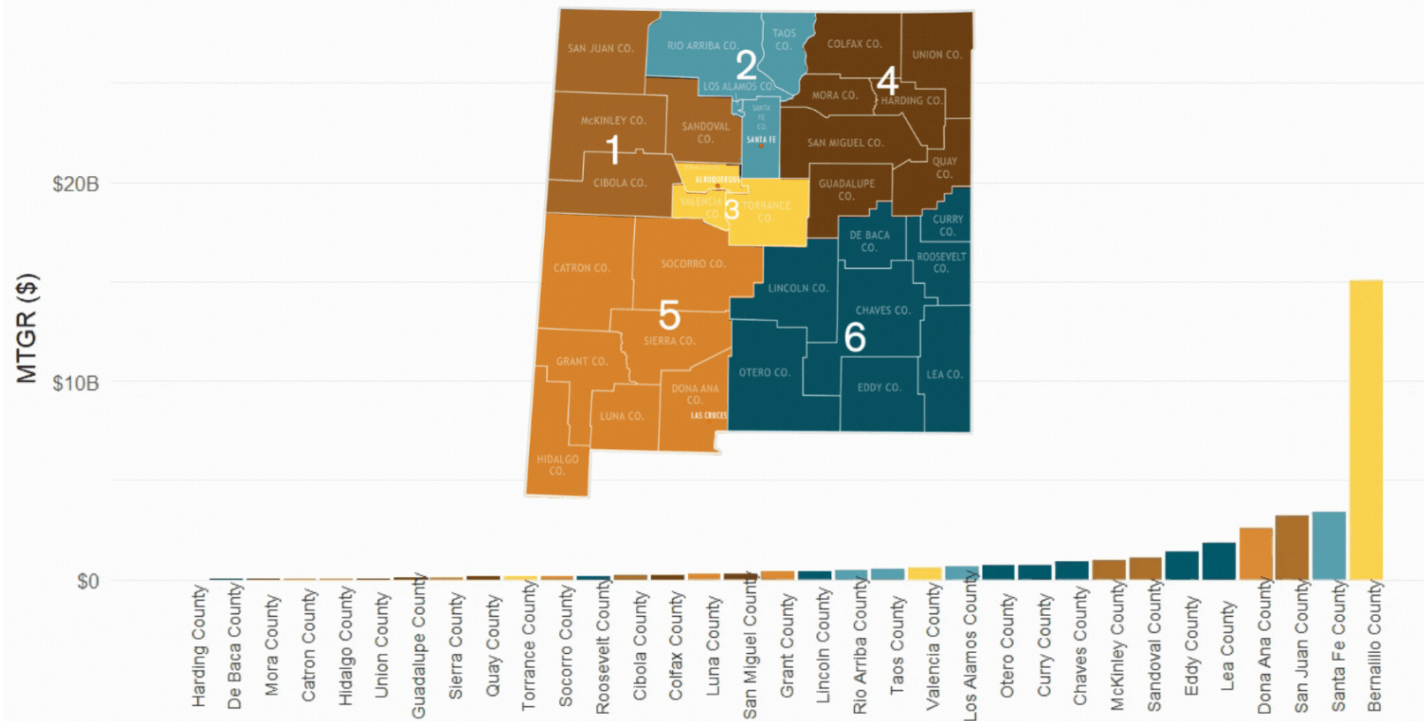 MTGR ($)
$20B
$10B
$0
SAN JUAN CO.
RIO ARRIBA CO.
TAOS
CO.
COLFAX CO.
UNION CO.
2
4
LOS ALAMOS CO.
MORA CO.
HARDING CO.
McKINLEY CO.
SANDOVAL
CO.
SANTA
FE
CO.
SANTA FE
SAN MIGUEL CO.
1
QUAY
CO.
CIBOLA CO.
ALBUQUERQUE
GUADALUPE
CO.
VALENCIA
CO.
3
TORRANCE
CO.
CURRY
CO.
DE BACA
CO.
ROOSEVELT
CO.
CATRON CO.
SOCORRO CO.
LINCOLN CO.
5
CHAVES CO.
6
SIERRA CO.
GRANT CO.
OTERO CO.
LEA CO.
DONA ANA
CO.
EDDY CO.
LAS CRUCES
LUNA CO.
HIDALGO
CO.
Harding County
De Baca County
Mora County
Catron County
Hidalgo County
Union County
Guadalupe County
Sierra County
Quay County
Torrance County
Socorro County
Roosevelt County
Cibola County
Colfax County
Luna County
San Miguel County
Grant County
Lincoln County
Rio Arriba County
Taos County
Valencia County
Los Alamos County
Otero County
Curry County
Chaves County
McKinley County
Sandoval County
Eddy County
Lea County
Dona Ana County
San Juan County
Santa Fe County
Bernalillo County